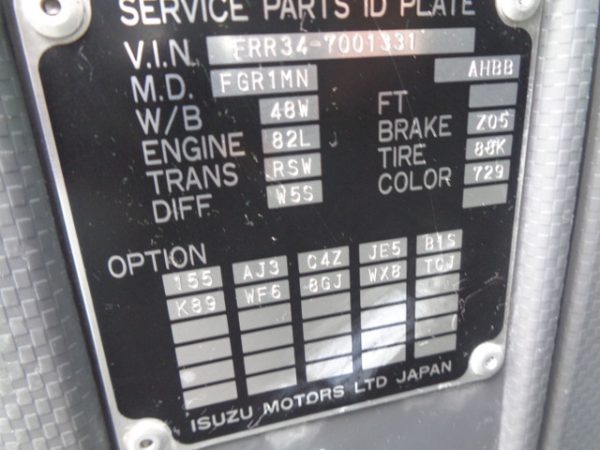 SERVICE PARTS ID PLATE
V.I.N. FRR34-7001331
M.D. FGR1MN AHBB
W/B 48W FT
ENGINE 82L BRAKE Z05
TRANS RSW TIRE 88K
DIFF W5S COLOR 729
OPTION 155 AJ3 C4Z JE5 B1S
K89 WF6 8GJ WX8 TCJ
ISUZU MOTORS LTD JAPAN